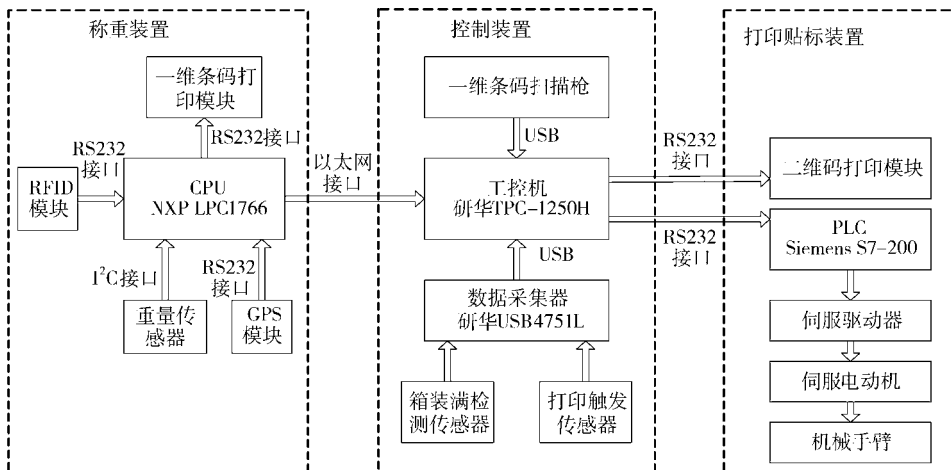 称重装置
一维条码打
印模块
RS232接口
RS232
接口
RFID
模块
CPU
NXP LPC1766
I²C接口
RS232
接口
重量传
感器
GPS
模块
以太网
接口
控制装置
一维条码扫描枪
USB
工控机
研华TPC-1250H
USB
数据采集器
研华USB4751L
箱装满检
测传感器
打印触发
传感器
RS232
接口
RS232
接口
打印贴标装置
二维码打印模块
PLC
Siemens S7-200
伺服驱动器
伺服电动机
机械手臂